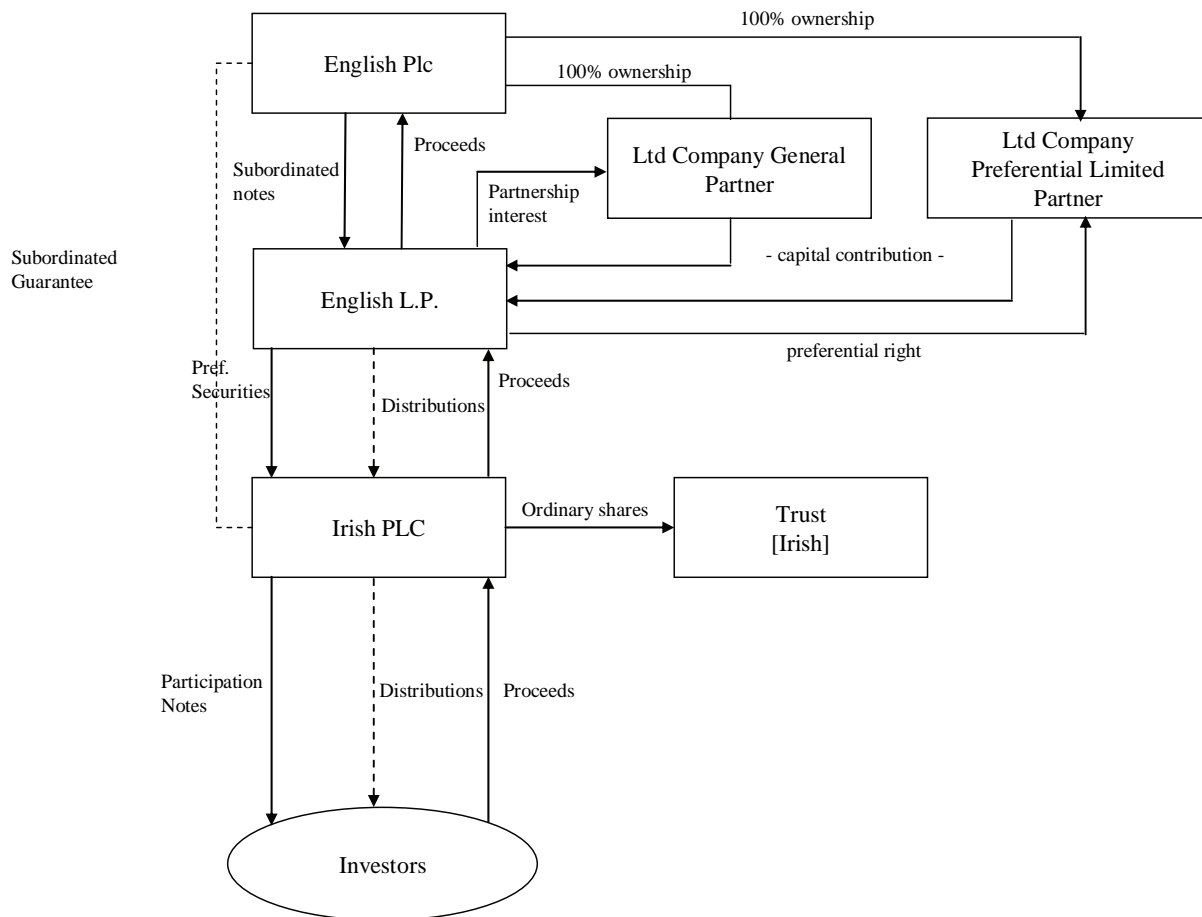 100% ownership
English Plc
100% ownership
Proceeds
Ltd Company General
Partner
Ltd Company
Preferential Limited
Partner
Subordinated
notes
Partnership
interest
Subordinated
Guarantee
- capital contribution -
English L.P.
preferential right
Pref.
Securities
Distributions
Proceeds
Irish PLC
Ordinary shares
Trust
[Irish]
Participation
Notes
Distributions
Proceeds
Investors